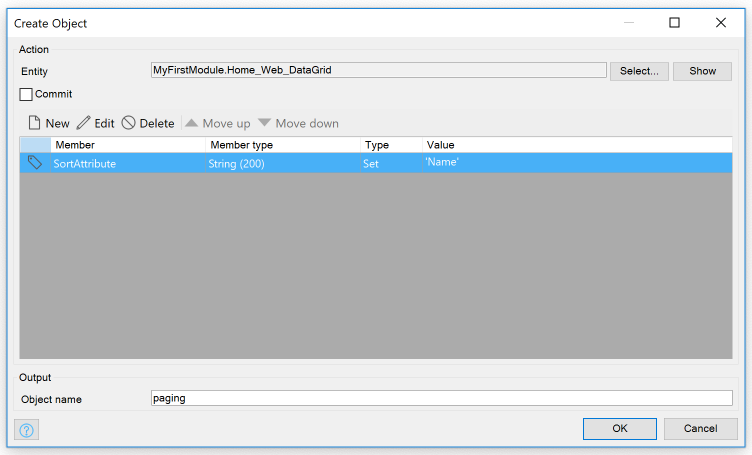 Create Object
Action
Entity MyFirstModule.Home_Web_DataGrid Select... Show
Commit
New Edit Delete Move up Move down
Member Member type Type Value
SortAttribute String (200) Set 'Name'
Output
Object name paging
? OK Cancel